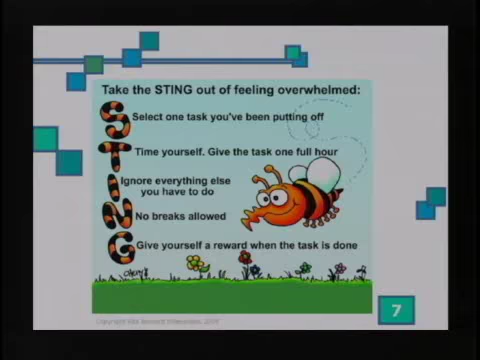 Take the STING out of feeling overwhelmed:
S Select one task you've been putting off
T Time yourself. Give the task one full hour
I Ignore everything else
you have to do
N No breaks allowed
G Give yourself a reward when the task is done
7